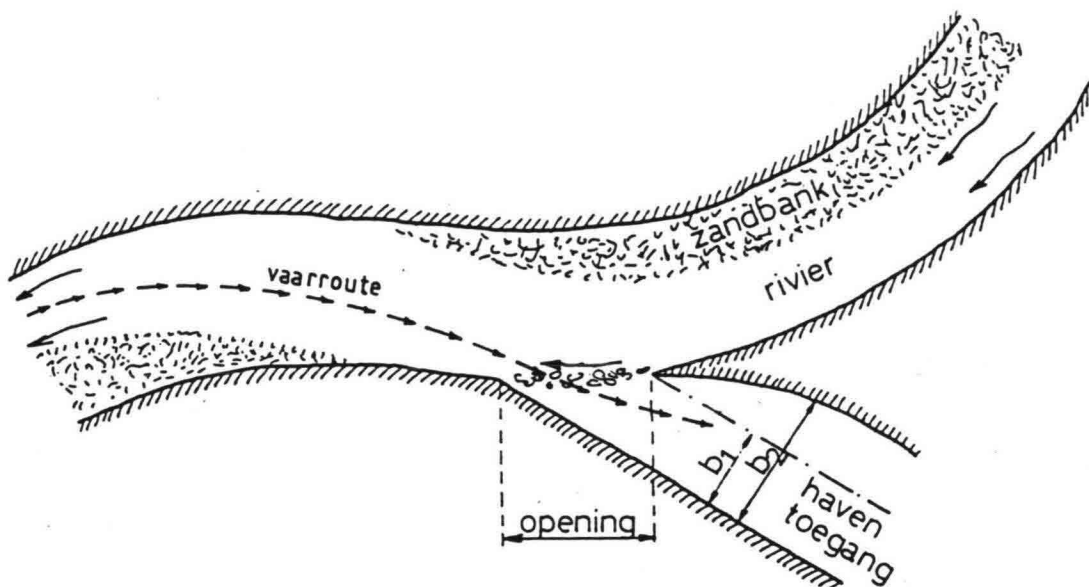 zandbank
rivier
vaarroute
b1
b2
haven
toegang
opening